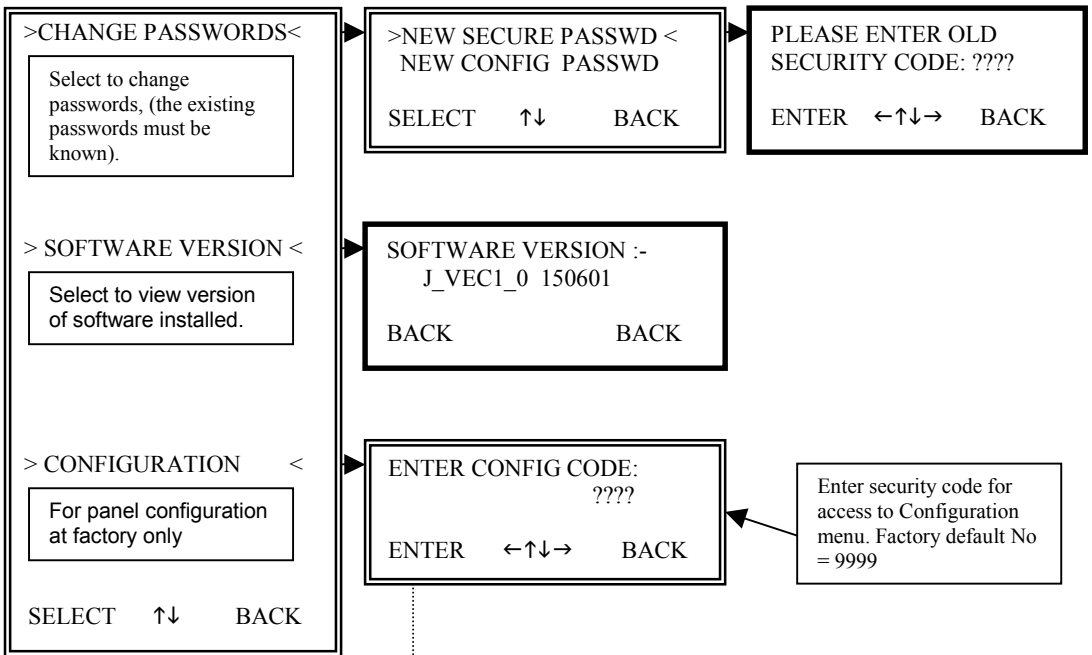 >CHANGE PASSWORDS<
Select to change
passwords, (the existing
passwords must be
known).
>NEW SECURE PASSWD <
NEW CONFIG PASSWD
SELECT ↑↓ BACK
PLEASE ENTER OLD
SECURITY CODE: ????
ENTER ←↑↓→ BACK
> SOFTWARE VERSION <
Select to view version
of software installed.
SOFTWARE VERSION :-
J_VEC1_0 150601
BACK BACK
> CONFIGURATION <
For panel configuration
at factory only
SELECT ↑↓ BACK
ENTER CONFIG CODE:
????
ENTER ←↑↓→ BACK
Enter security code for
access to Configuration
menu. Factory default No
= 9999